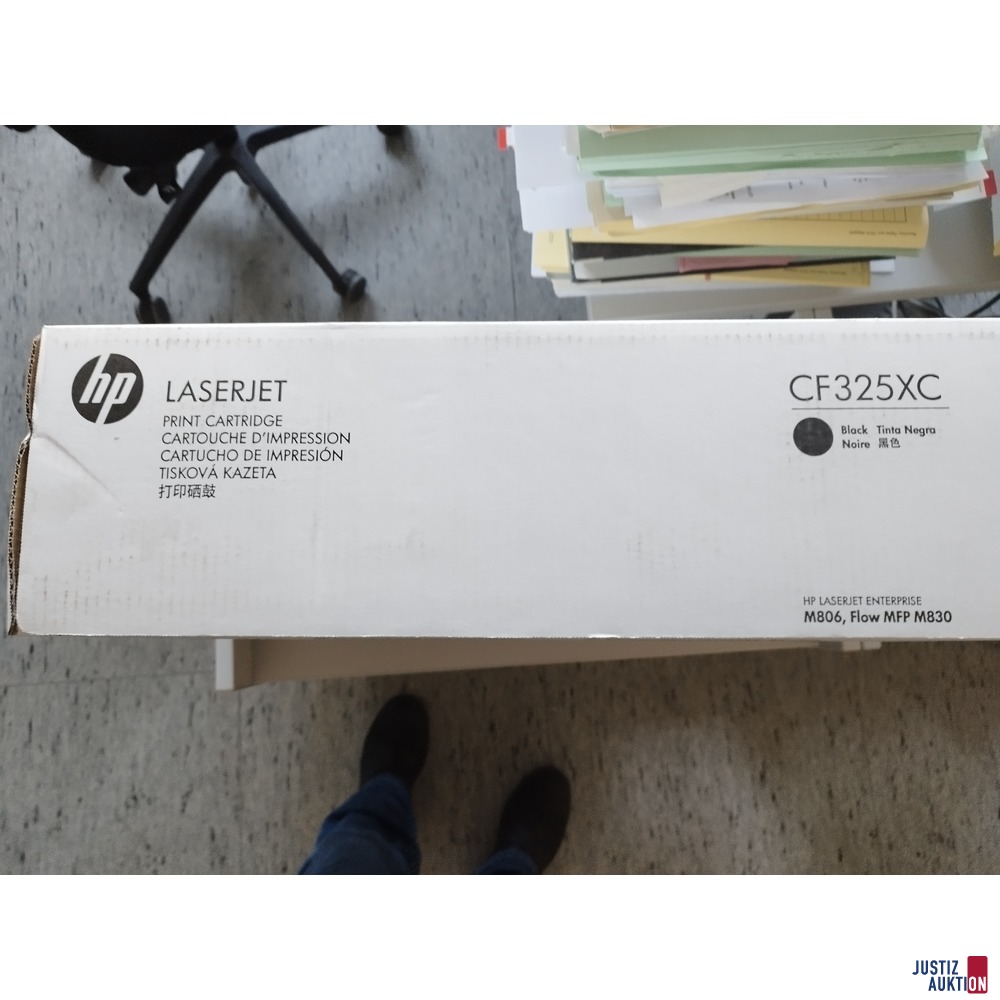 hp
LASERJET
PRINT CARTRIDGE
CARTOUCHE D'IMPRESSION
CARTUCHO DE IMPRESIÓN
TISKOVÁ KAZETA
打印硒鼓
CF325XC
Black Tinta Negra
Noire 黑色
HP LASERJET ENTERPRISE
M806, Flow MFP M830
JUSTIZ
AUKTION